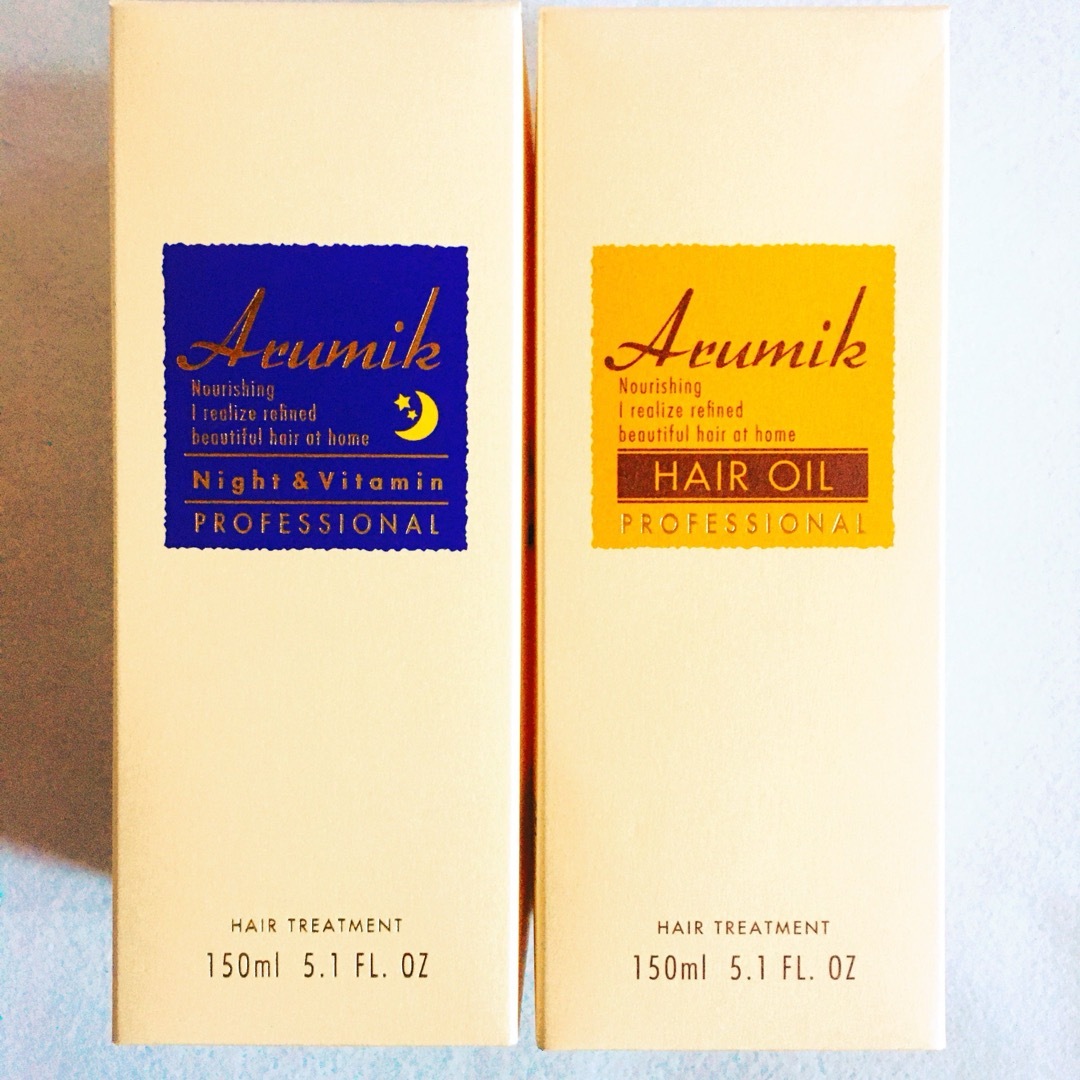 Arumik
Nourishing
I realize refined
beautiful hair at home
Night & Vitamin
PROFESSIONAL
HAIR TREATMENT
150ml 5.1 FL. OZ
Arumik
Nourishing
I realize refined
beautiful hair at home
HAIR OIL
PROFESSIONAL
HAIR TREATMENT
150ml 5.1 FL. OZ